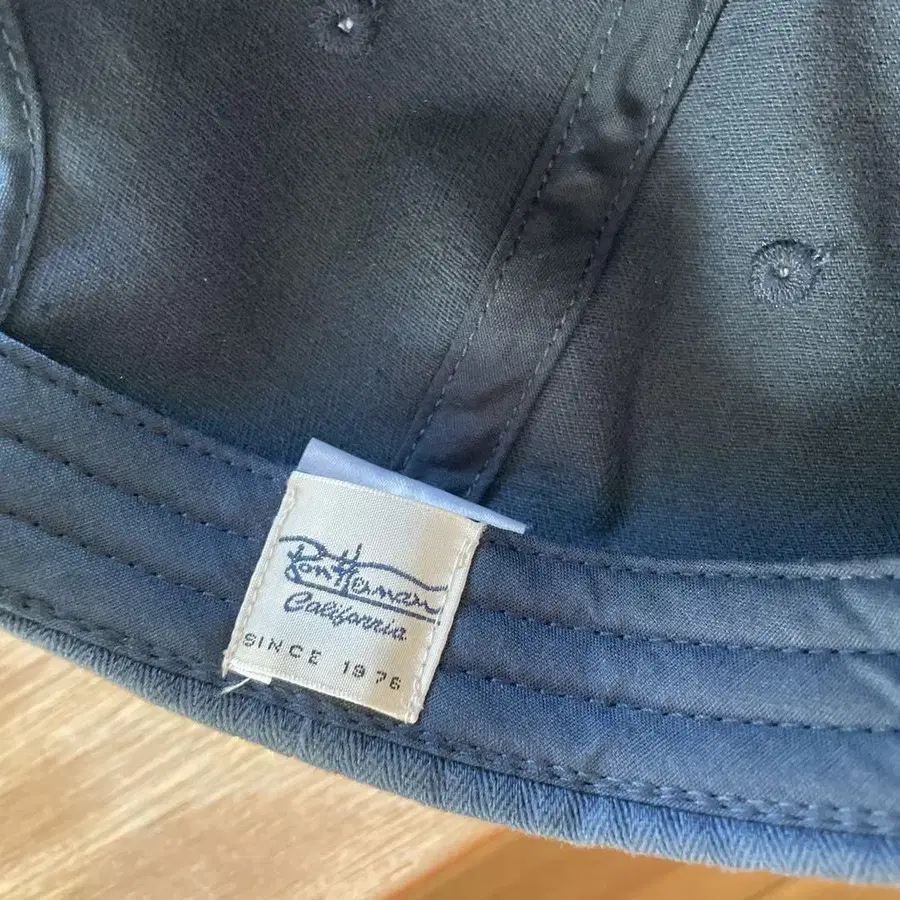 Ron Herman
California
SINCE 1976